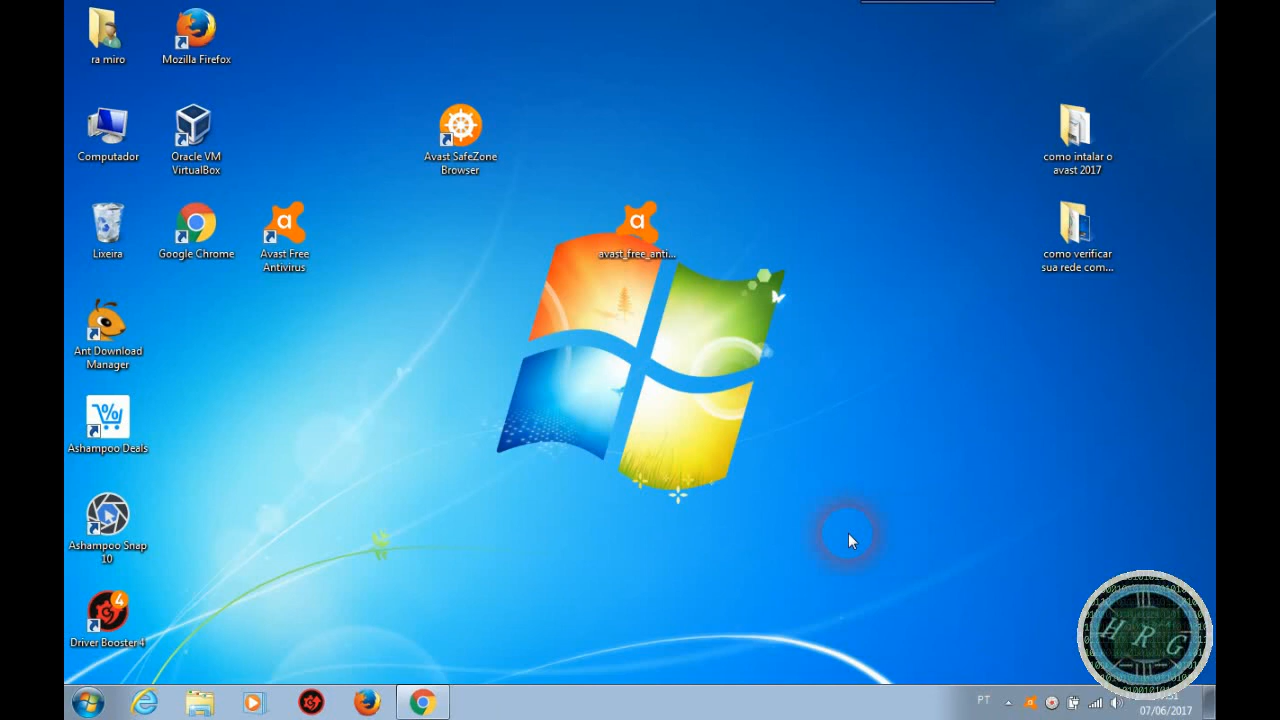 ra miro
Mozilla Firefox
Computador
Oracle VM
VirtualBox
Avast SafeZone
Browser
como intalar o
avast 2017
Lixeira
Google Chrome
Avast Free
Antivirus
avast_free_anti...
como verificar
sua rede com...
Ant Download
Manager
Ashampoo Deals
Ashampoo Snap
10
4
Driver Booster 4
H R G
PT
07/06/2017